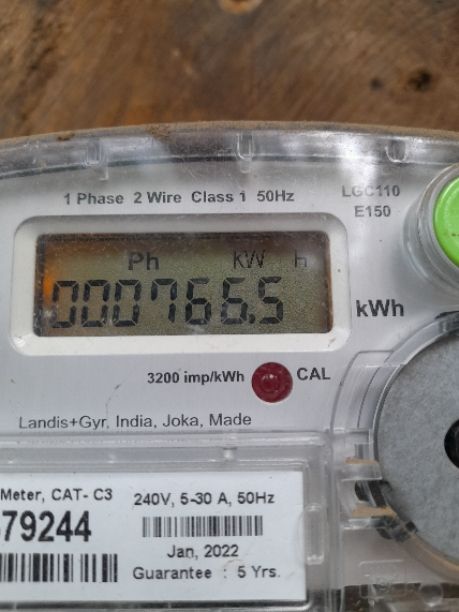 1 Phase 2 Wire Class 1 50Hz
LGC110
E150
Ph kW h
000766.5
kWh
3200 imp/kWh CAL
Landis+Gyr, India, Joka, Made
Meter, CAT- C3
79244
240V, 5-30 A, 50Hz
Jan, 2022
Guarantee : 5 Yrs.